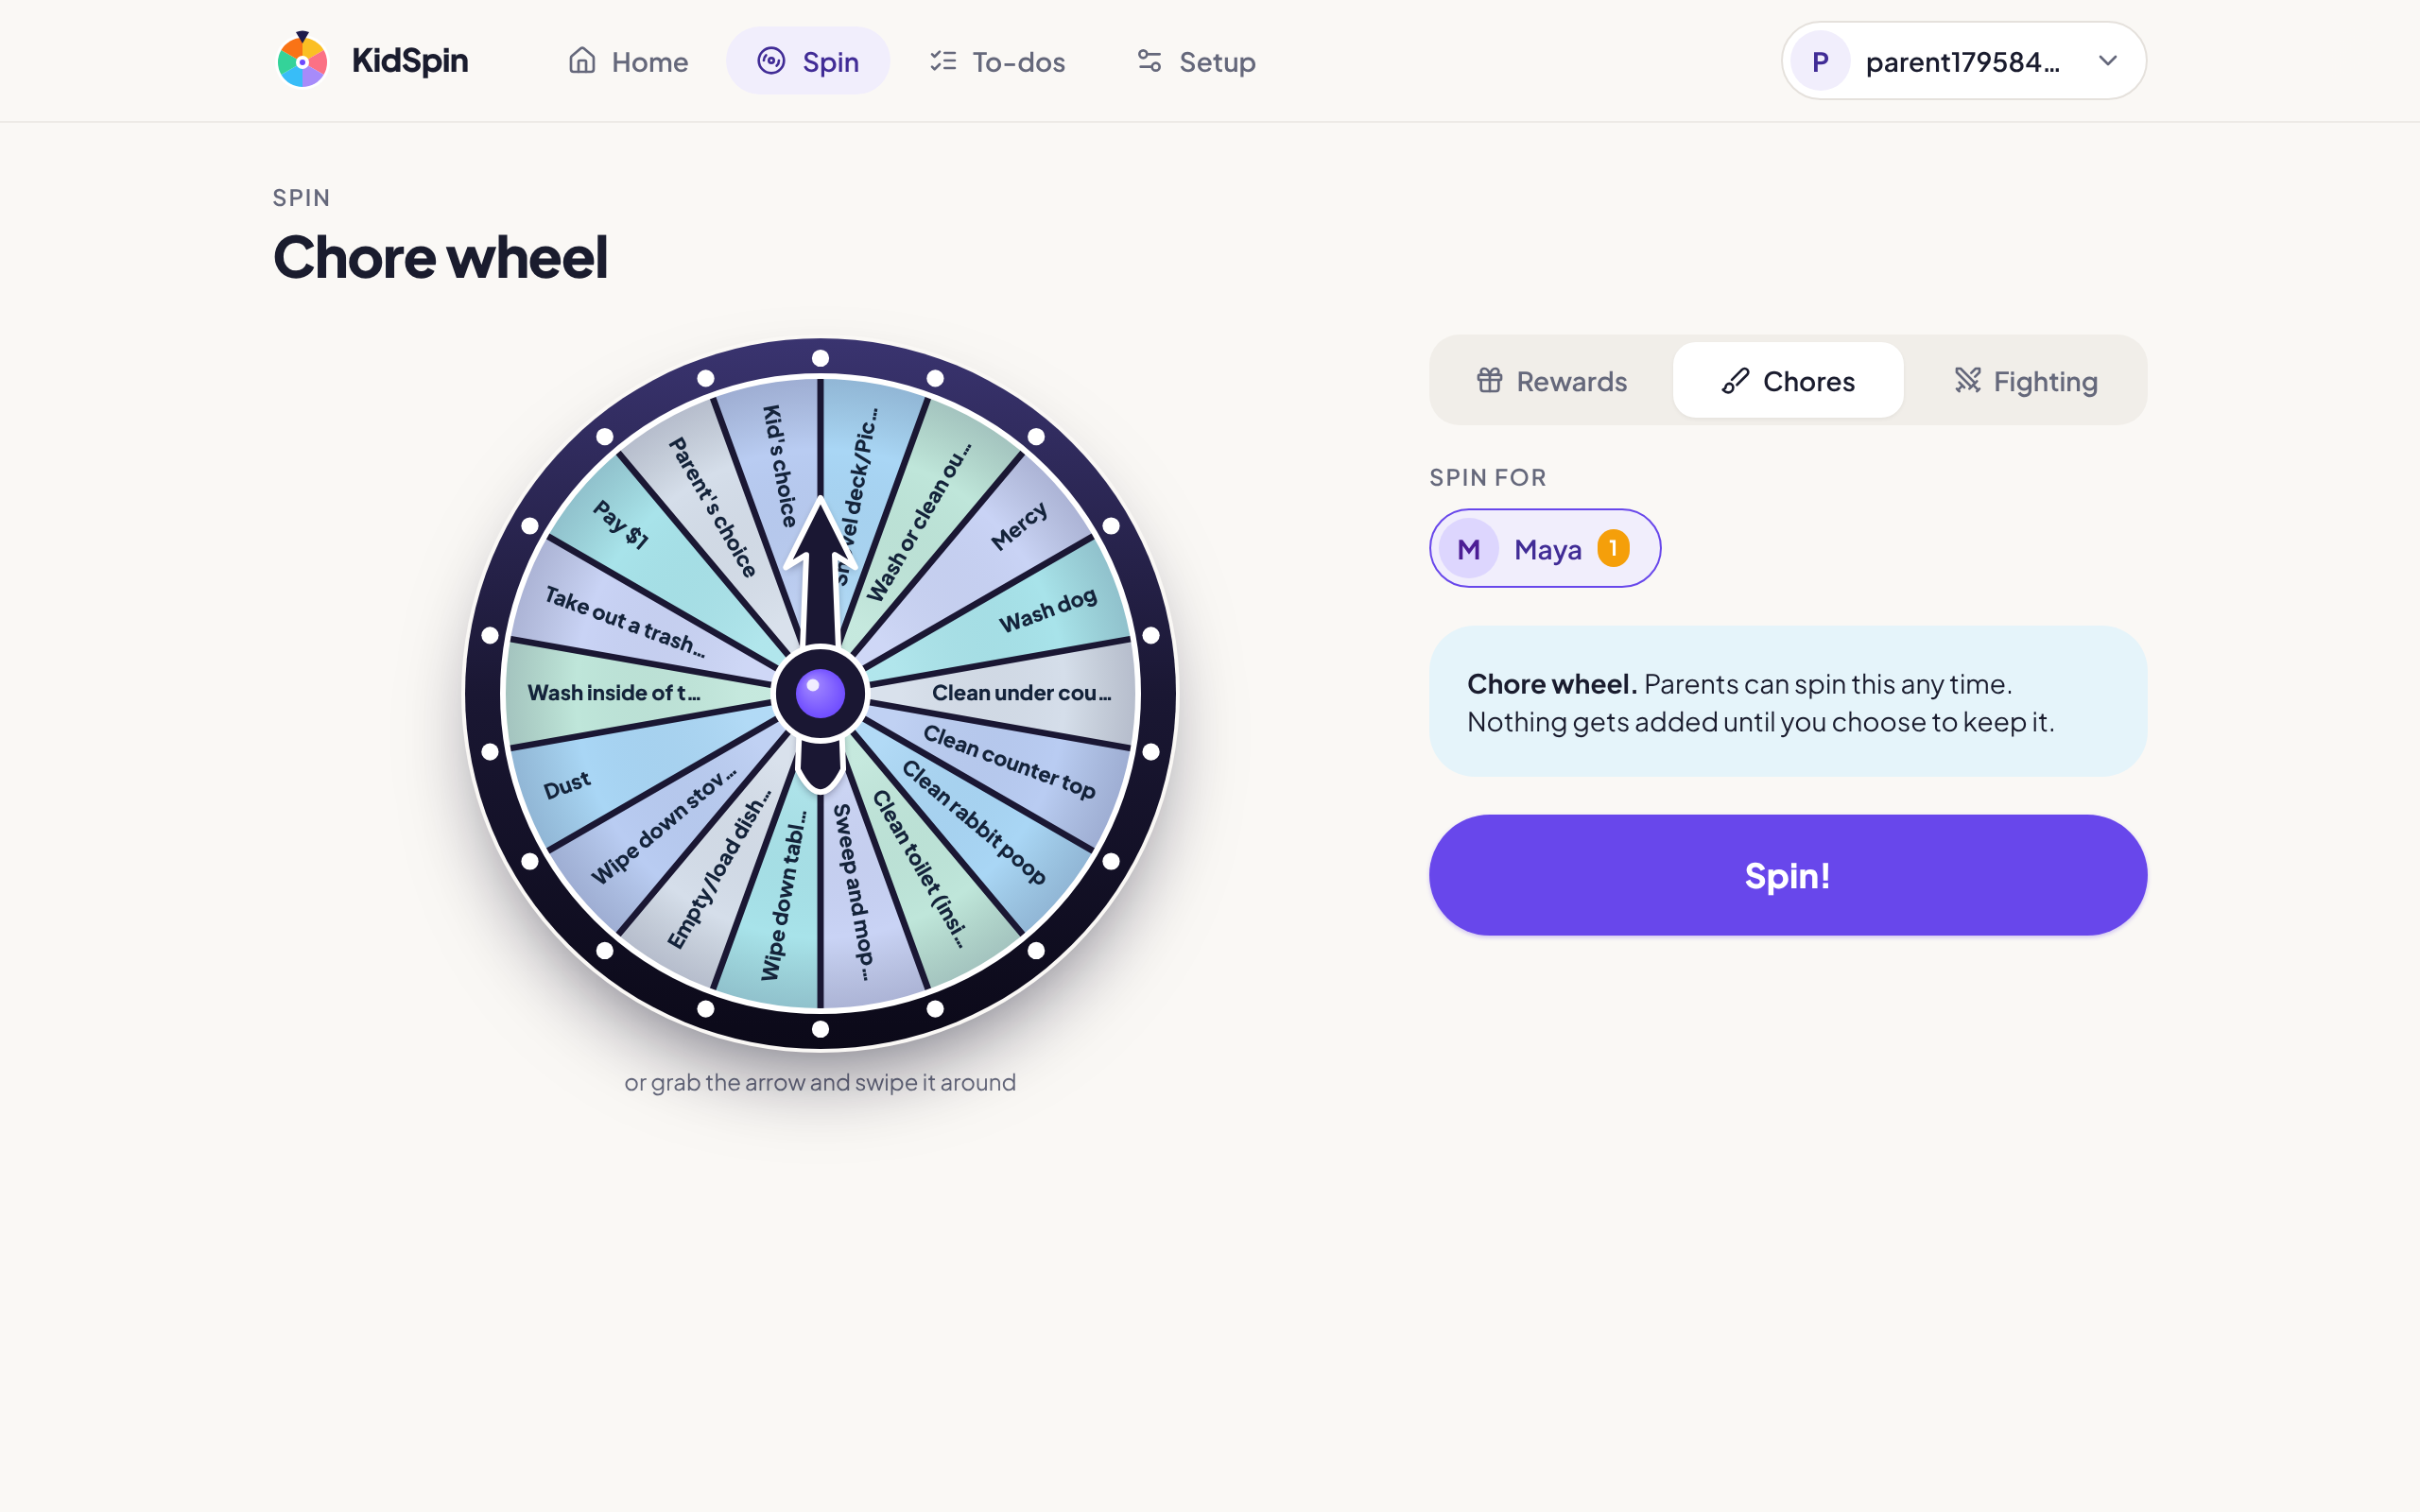 KidSpin
Home
Spin
To-dos
Setup
P
parent179584...
SPIN
Chore wheel
Rewards
Chores
Fighting
SPIN FOR
M
Maya
1
Chore wheel. Parents can spin this any time.
Nothing gets added until you choose to keep it.
Spin!
vel deck/Pic...
Wash or clean ou...
Mercy
Wash dog
Clean under cou...
Clean counter top
Clean rabbit poop
Clean toilet (insi...
Sweep and mop ...
Wipe down tabl...
Empty/load dish...
Wipe down stov...
Dust
Wash inside of t...
Take out a trash...
Pay $1
Parent's choice
Kid's choice
or grab the arrow and swipe it around